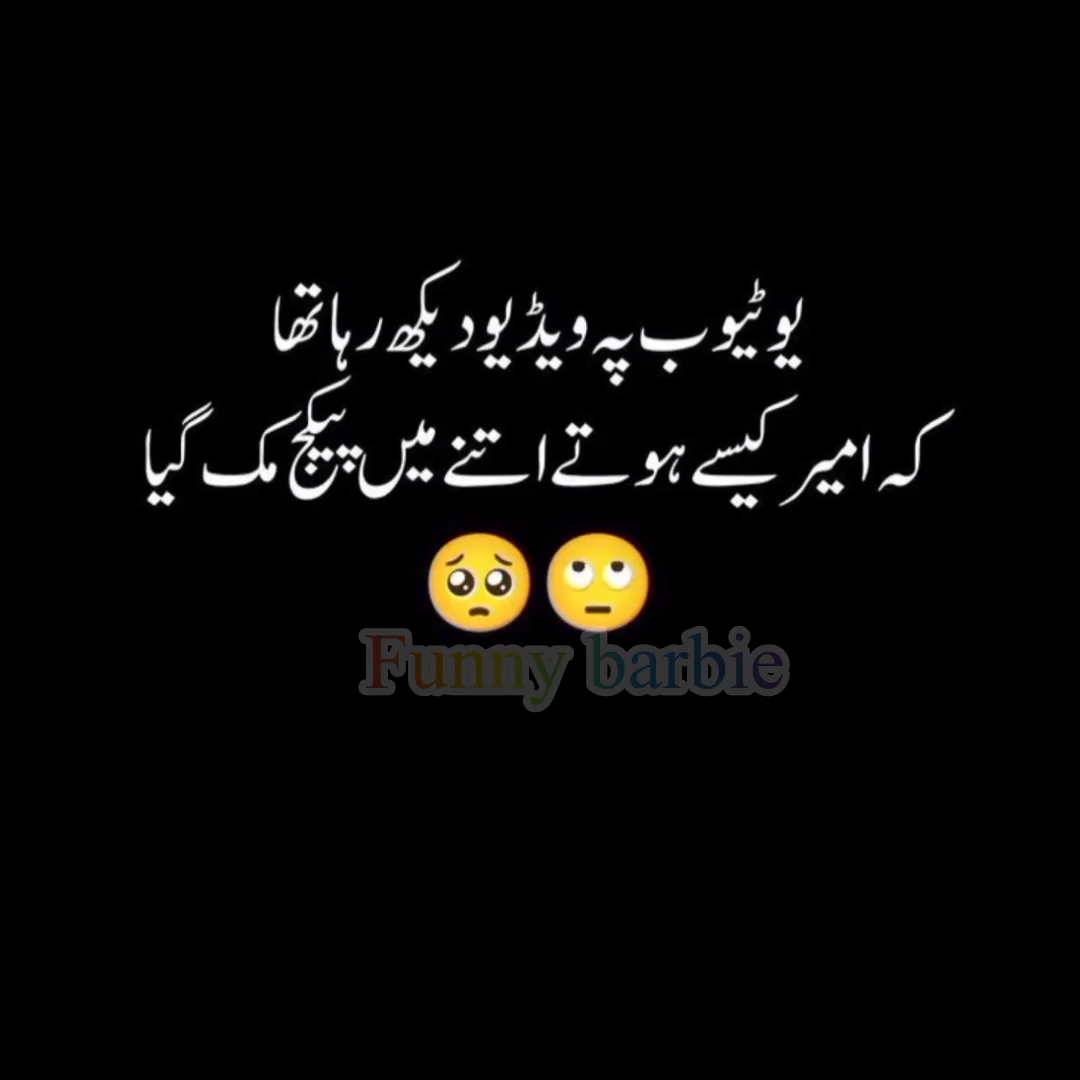 یوٹیوب پہ ویڈیو دیکھ رہا تھا
کہ امیر کیسے ہوتے اتنے میں پیکج مک گیا
🥺🙄
Funny barbie